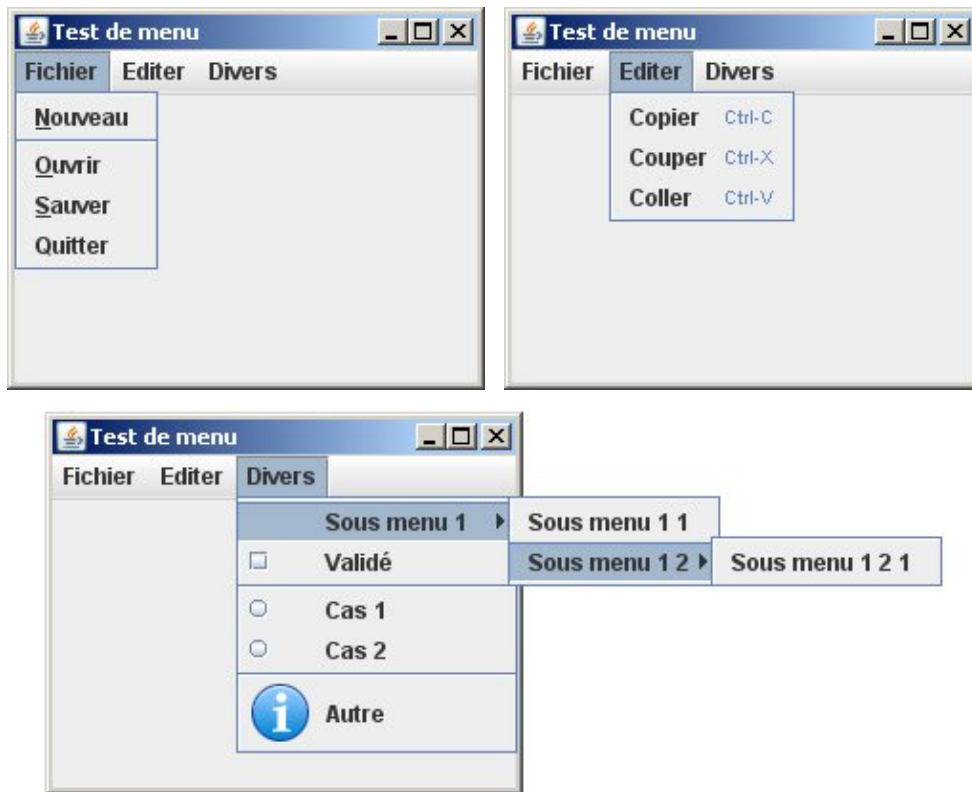 Test de menu
Fichier Editer Divers
Nouveau
Ouvrir
Sauver
Quitter
Test de menu
Fichier Editer Divers
Copier Ctrl-C
Couper Ctrl-X
Coller Ctrl-V
Test de menu
Fichier Editer Divers
Sous menu 1 Sous menu 1 1
Validé Sous menu 1 2 Sous menu 1 2 1
Cas 1
Cas 2
i Autre